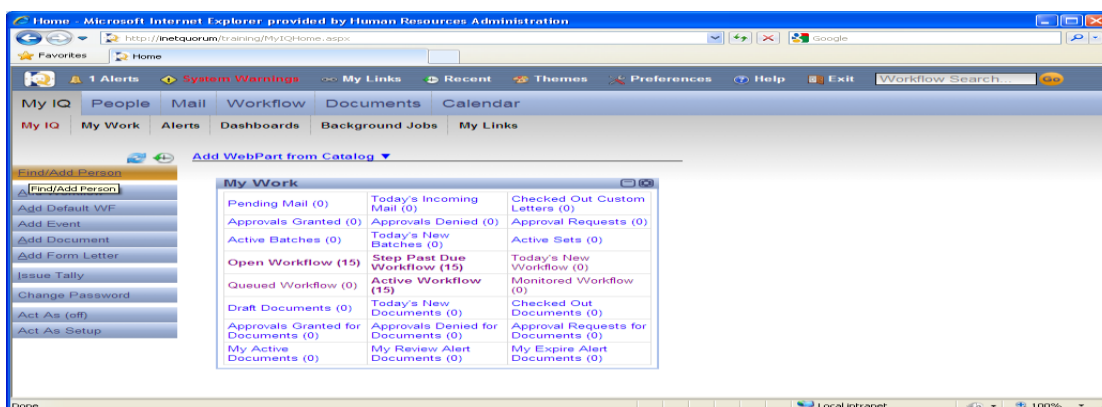 Home - Microsoft Internet Explorer provided by Human Resources Administration
http://inetquorum/training/MyIQHome.aspx
Google
Favorites Home
1 Alerts System Warnings My Links Recent Themes Preferences Help Exit Workflow Search... Go
My IQ People Mail Workflow Documents Calendar
My IQ My Work Alerts Dashboards Background Jobs My Links
Add WebPart from Catalog ▼
Find/Add Person
Find/Add Person
Add Default WF
Add Event
Add Document
Add Form Letter
Issue Tally
Change Password
Act As (off)
Act As Setup
My Work
Pending Mail (0) Today's Incoming Mail (0) Checked Out Custom Letters (0)
Approvals Granted (0) Approvals Denied (0) Approval Requests (0)
Active Batches (0) Today's New Batches (0) Active Sets (0)
Open Workflow (15) Step Past Due Workflow (15) Today's New Workflow (0)
Queued Workflow (0) Active Workflow (15) Monitored Workflow (0)
Draft Documents (0) Today's New Documents (0) Checked Out Documents (0)
Approvals Granted for Documents (0) Approvals Denied for Documents (0) Approval Requests for Documents (0)
My Active Documents (0) My Review Alert Documents (0) My Expire Alert Documents (0)
Done Local intranet 100%